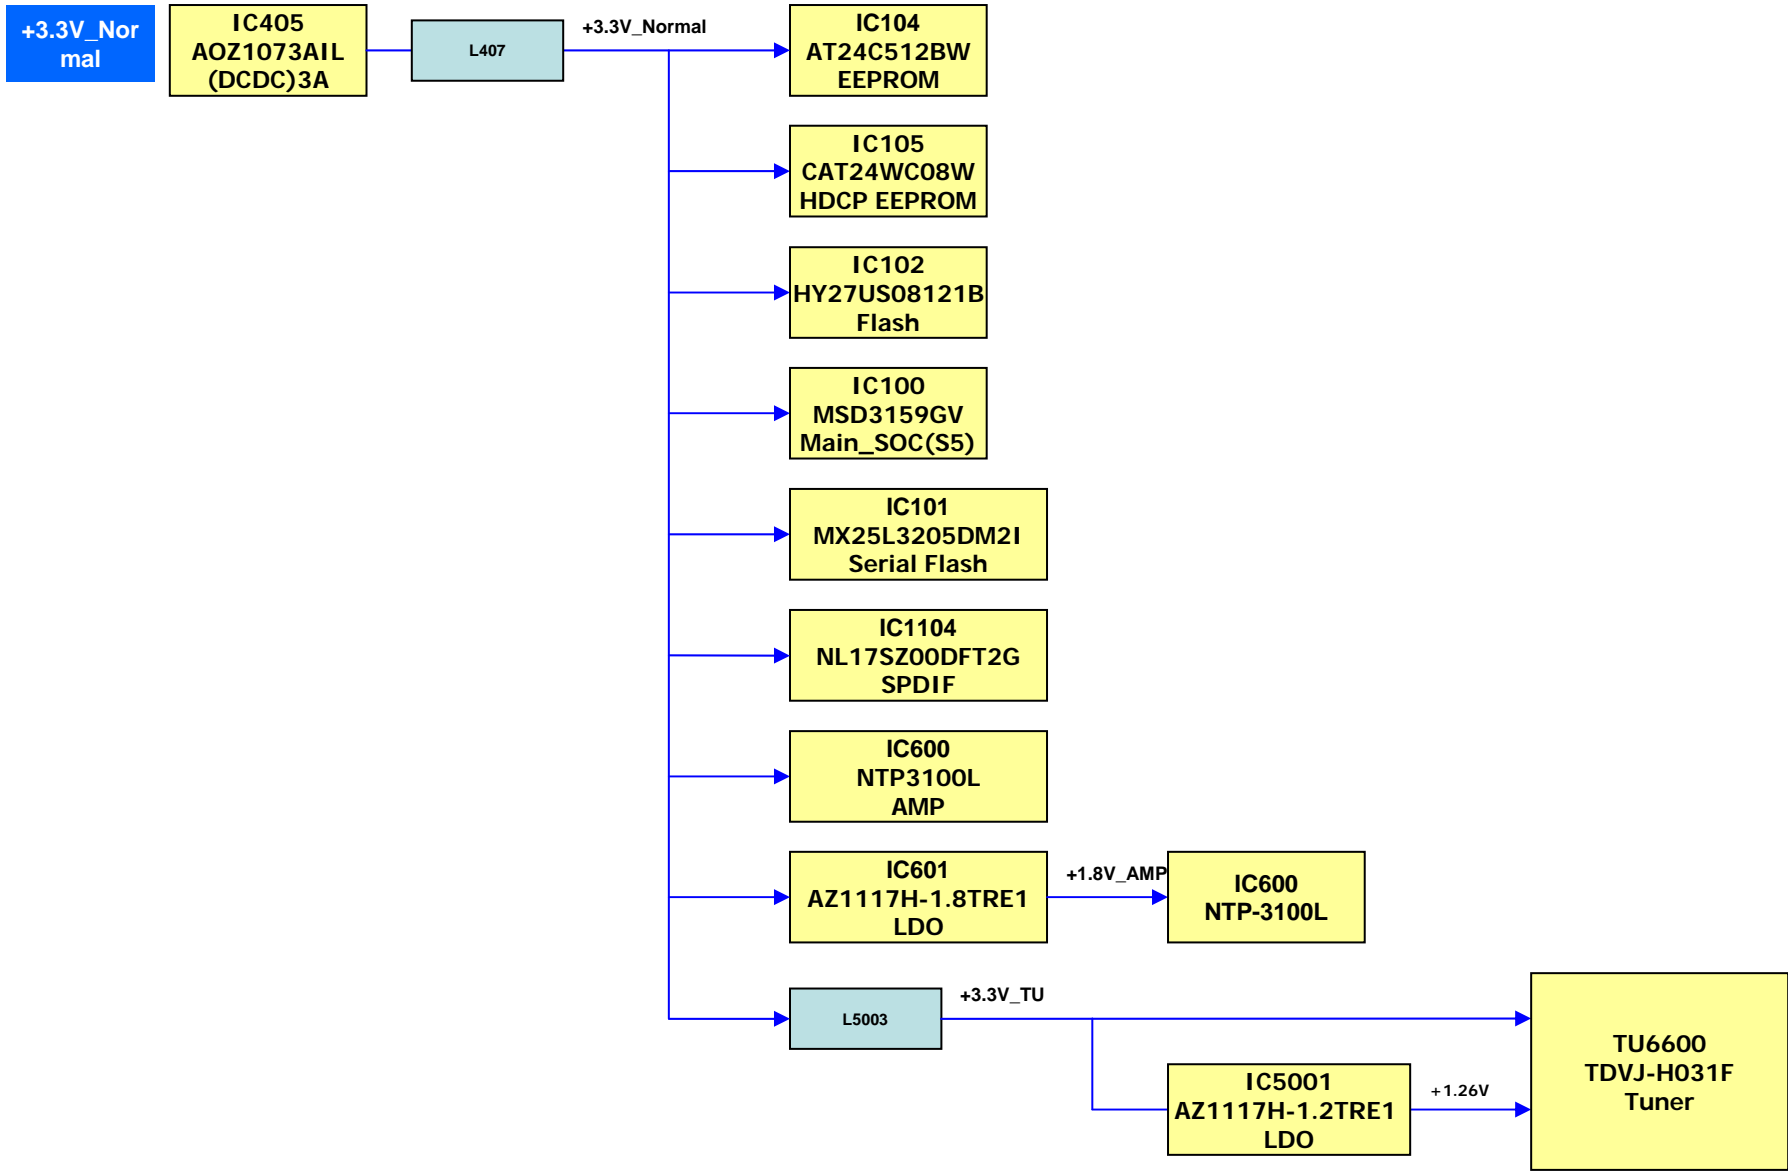 +3.3V_Nor
mal
IC405
AOZ1073AIL
(DCDC)3A
L407
+3.3V_Normal
IC104
AT24C512BW
EEPROM
IC105
CAT24WC08W
HDCP EEPROM
IC102
HY27US08121B
Flash
IC100
MSD3159GV
Main_SOC(S5)
IC101
MX25L3205DM2I
Serial Flash
IC1104
NL17SZ00DFT2G
SPDIF
IC600
NTP3100L
AMP
IC601
AZ1117H-1.8TRE1
LDO
+1.8V_AMP
IC600
NTP-3100L
L5003
+3.3V_TU
IC5001
AZ1117H-1.2TRE1
LDO
+1.26V
TU6600
TDVJ-H031F
Tuner